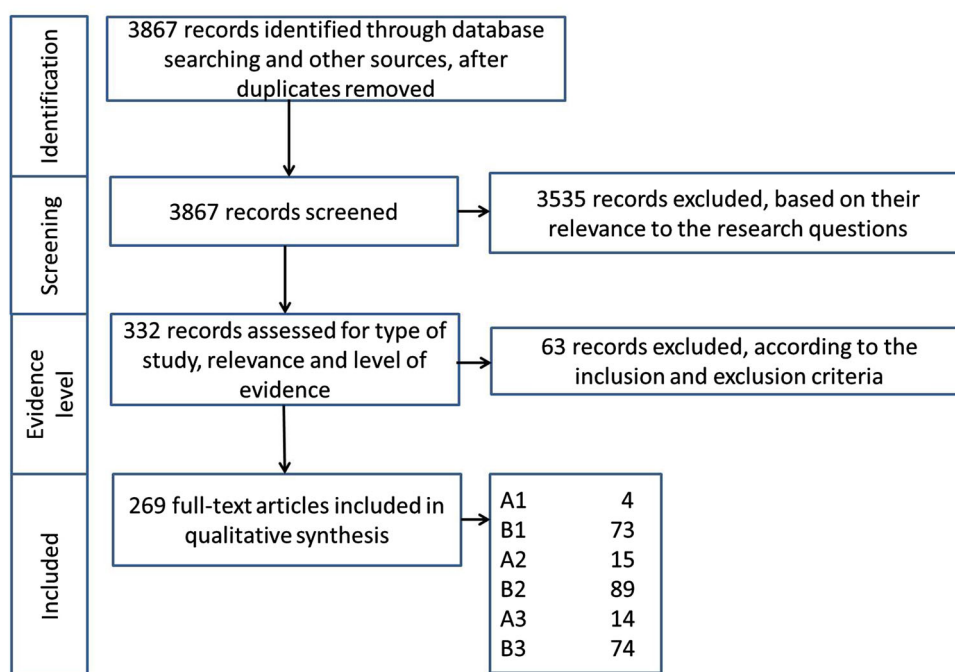 Identification
3867 records identified through database
searching and other sources, after
duplicates removed
Screening
3867 records screened
3535 records excluded, based on their
relevance to the research questions
Evidence
level
332 records assessed for type of
study, relevance and level of
evidence
63 records excluded, according to the
inclusion and exclusion criteria
Included
269 full-text articles included in
qualitative synthesis
A1 4
B1 73
A2 15
B2 89
A3 14
B3 74